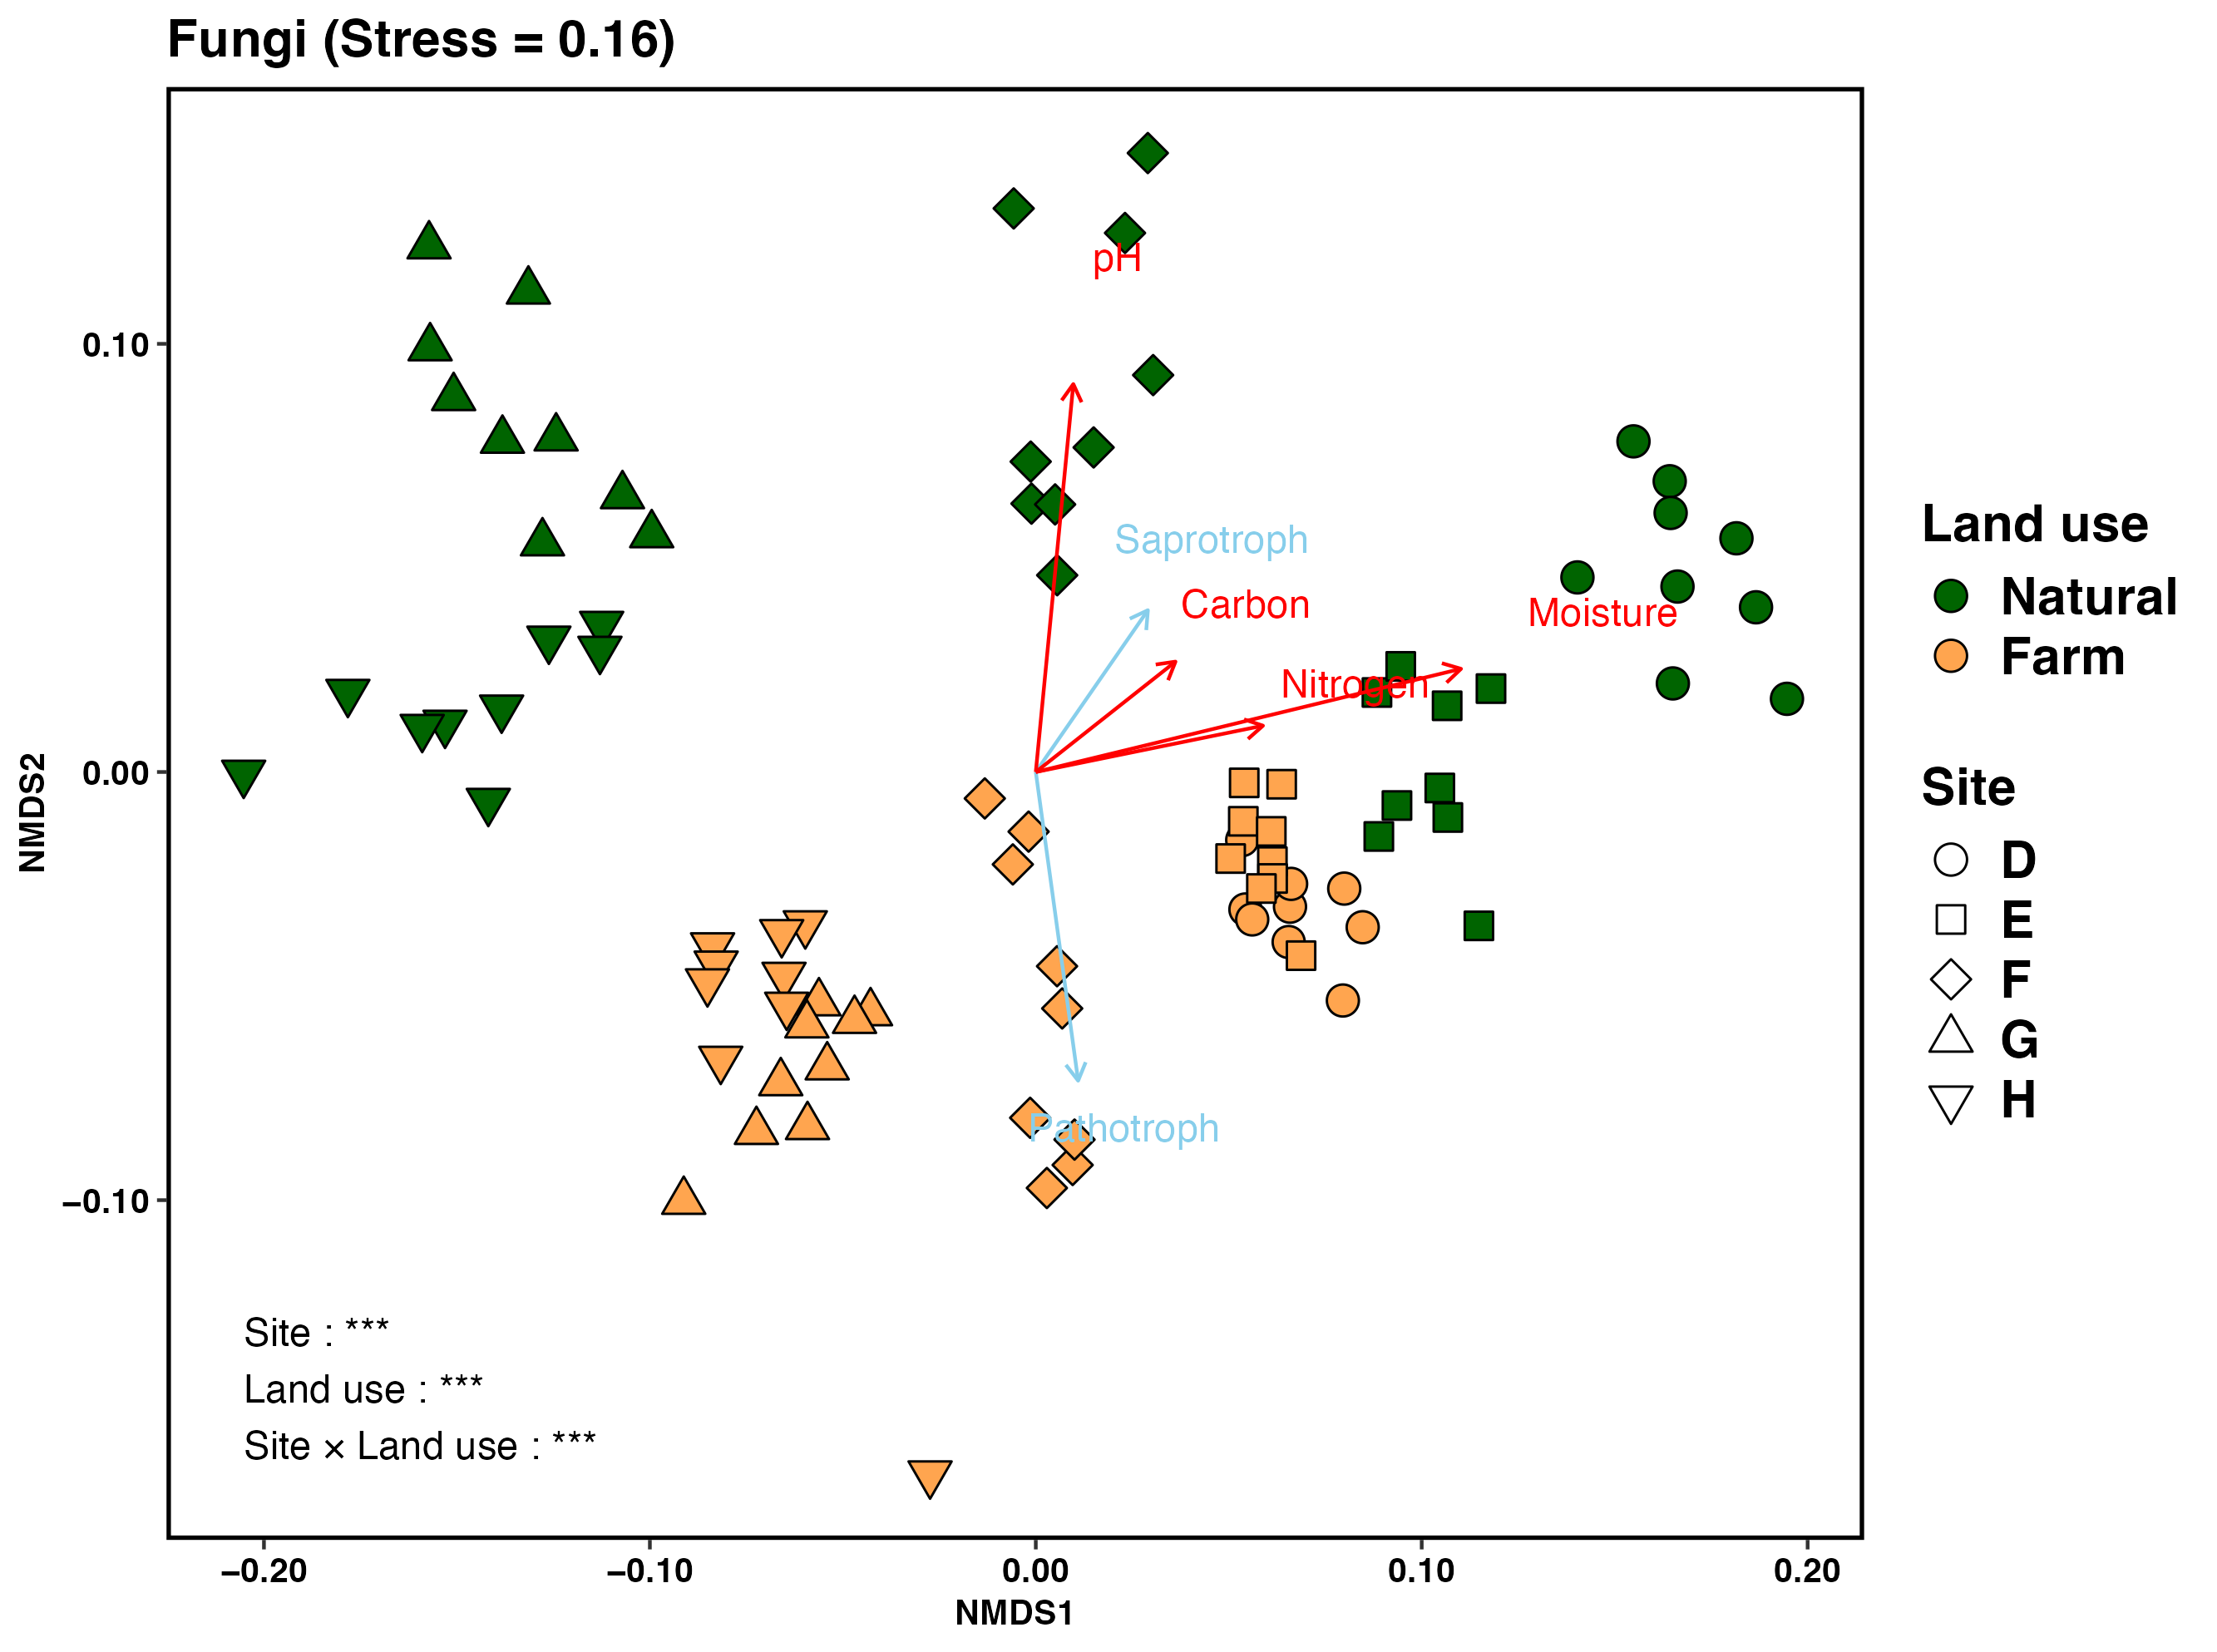 Fungi (Stress = 0.16)
pH
Saprotroph
Carbon
Moisture
Nitrogen
Pathotroph
Site : ***
Land use : ***
Site × Land use : ***
0.10
0.00
−0.10
NMDS2
−0.20
−0.10
0.00
0.10
0.20
NMDS1
Land use
Natural
Farm
Site
D
E
F
G
H